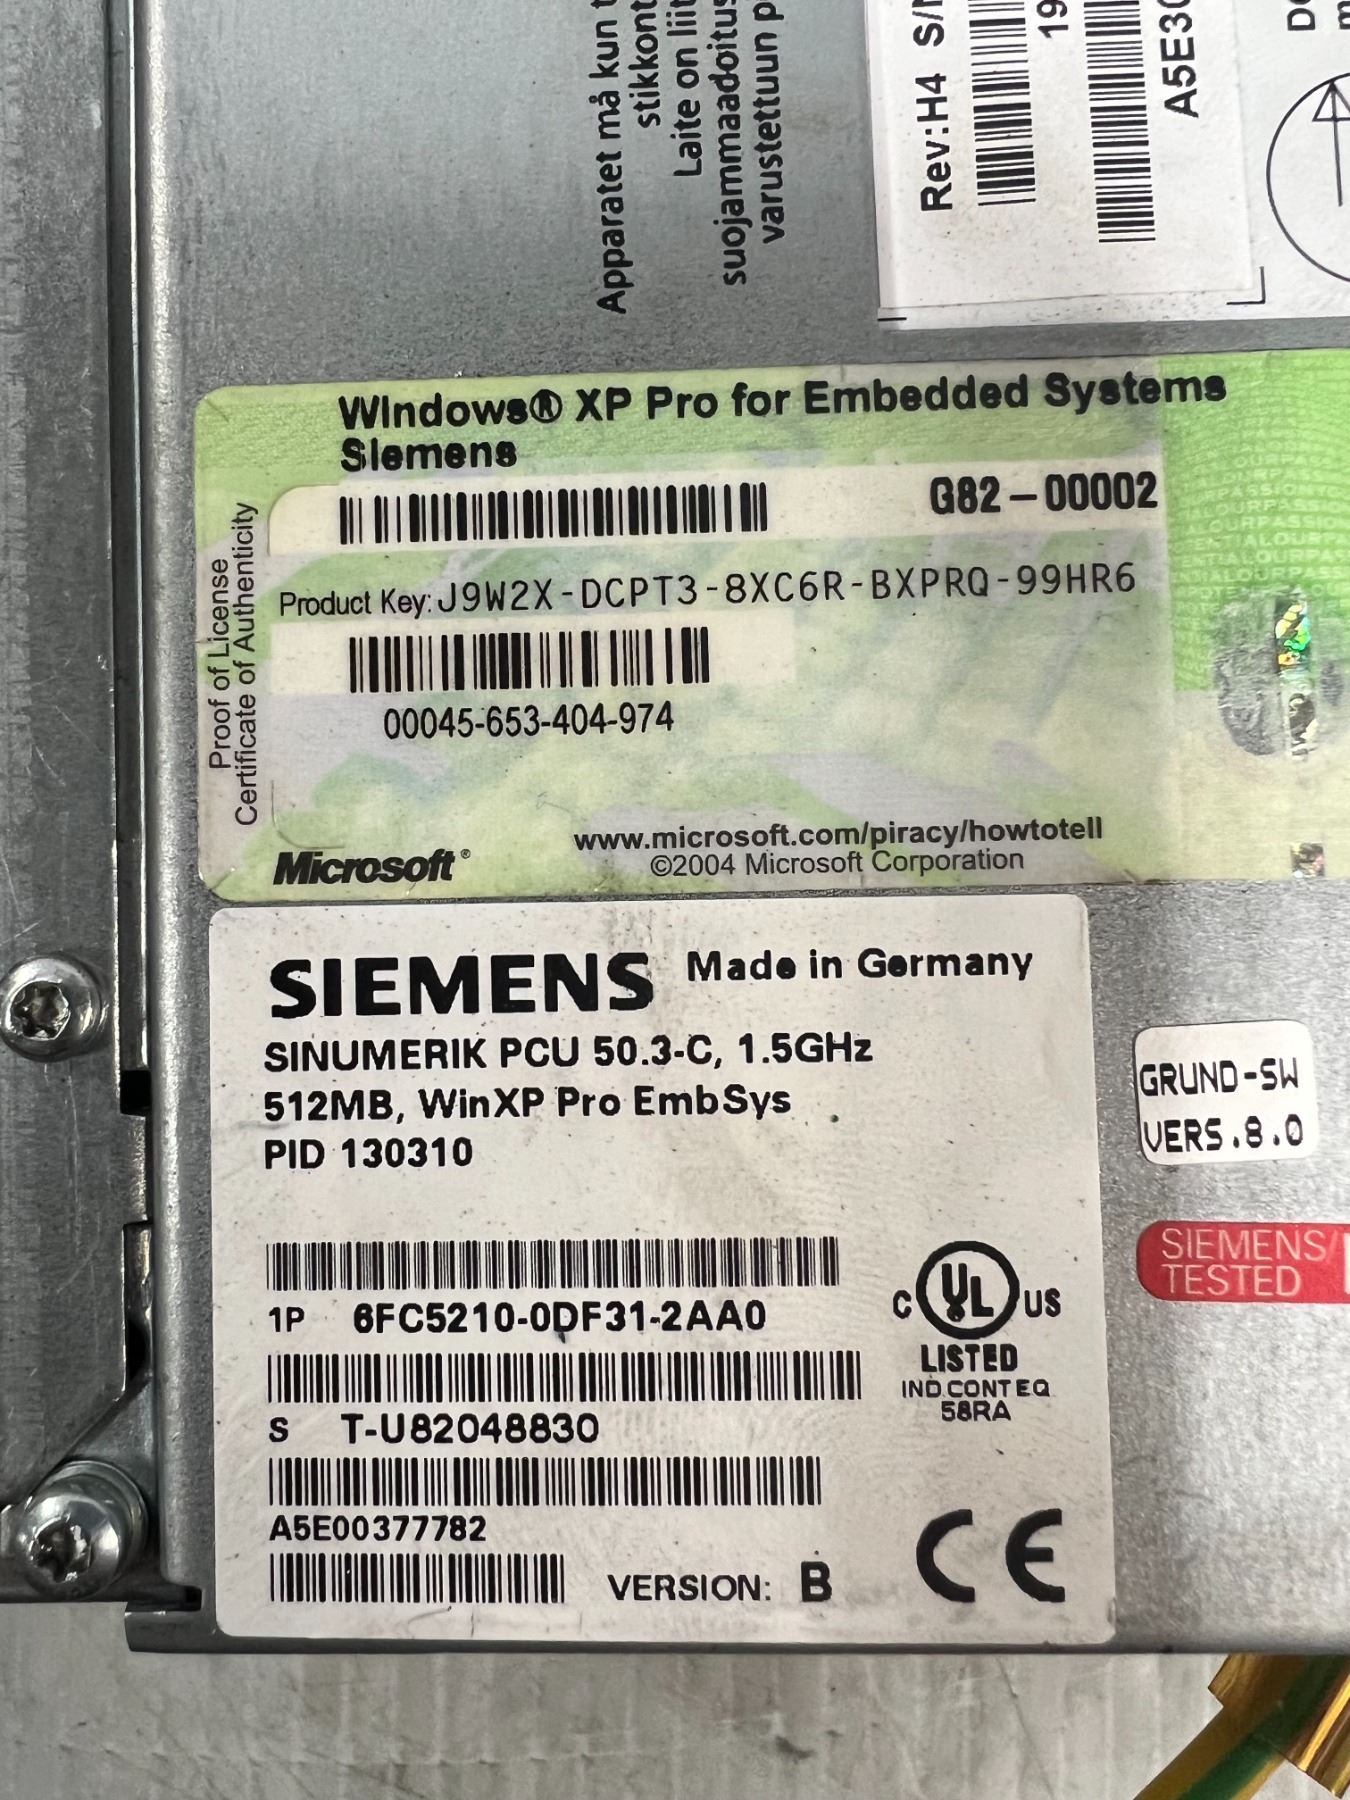 Apparatet må kun
stikkont
Laite on liit
suojammaadoitus
varustettuun p
Rev:H4 S/
19
A5E3
Windows® XP Pro for Embedded Systems
Siemens
G82-00002
Proof of License
Certificate of Authenticity
Product Key: J9W2X-DCPT3-8XC6R-BXPRQ-99HR6
00045-653-404-974
www.microsoft.com/piracy/howtotell
Microsoft®
©2004 Microsoft Corporation
SIEMENS Made in Germany
SINUMERIK PCU 50.3-C, 1.5GHz
512MB, WinXP Pro EmbSys
PID 130310
1P 6FC5210-0DF31-2AA0
S T-U82048830
A5E00377782
VERSION: B
C UL US
LISTED
IND.CONT EQ
58RA
CE
GRUND-SW
VERS.8.0
SIEMENS
TESTED